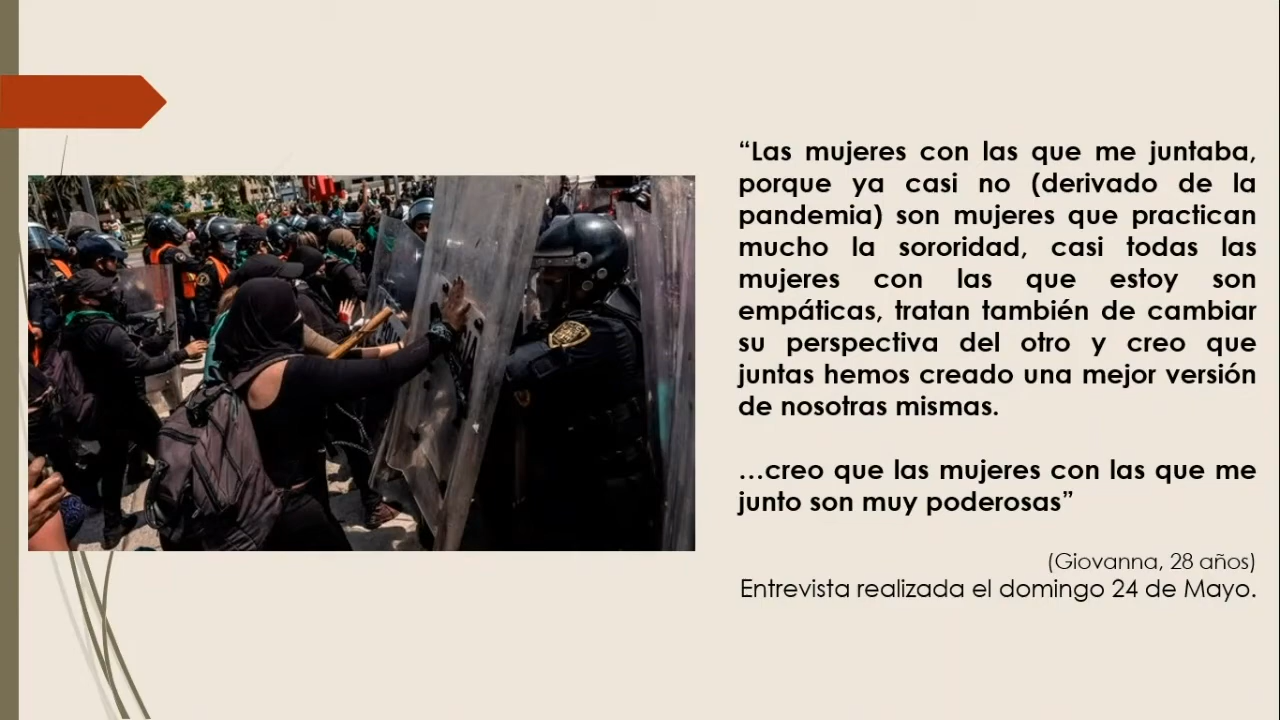 “Las mujeres con las que me juntaba,
porque ya casi no (derivado de la
pandemia) son mujeres que practican
mucho la sororidad, casi todas las
mujeres con las que estoy son
empáticas, tratan también de cambiar
su perspectiva del otro y creo que
juntas hemos creado una mejor versión
de nosotras mismas.
…creo que las mujeres con las que me
junto son muy poderosas”
(Giovanna, 28 años)
Entrevista realizada el domingo 24 de Mayo.